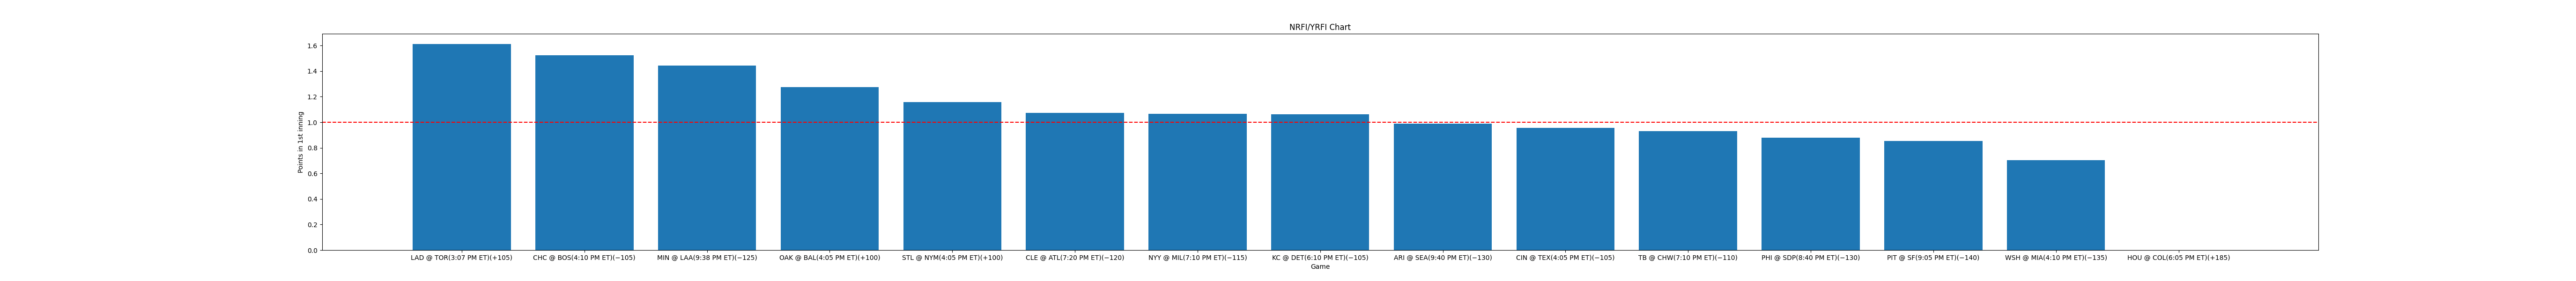 NRFI/YRFI Chart
1.6
1.4
1.2
1.0
0.8
0.6
0.4
0.2
0.0
Points in 1st inning
LAD @ TOR(3:07 PM ET)(+105)
CHC @ BOS(4:10 PM ET)(−105)
MIN @ LAA(9:38 PM ET)(−125)
OAK @ BAL(4:05 PM ET)(+100)
STL @ NYM(4:05 PM ET)(+100)
CLE @ ATL(7:20 PM ET)(−120)
NYY @ MIL(7:10 PM ET)(−115)
KC @ DET(6:10 PM ET)(−105)
ARI @ SEA(9:40 PM ET)(−130)
CIN @ TEX(4:05 PM ET)(−105)
TB @ CHW(7:10 PM ET)(−110)
PHI @ SDP(8:40 PM ET)(−130)
PIT @ SF(9:05 PM ET)(−140)
WSH @ MIA(4:10 PM ET)(−135)
HOU @ COL(6:05 PM ET)(+185)
Game